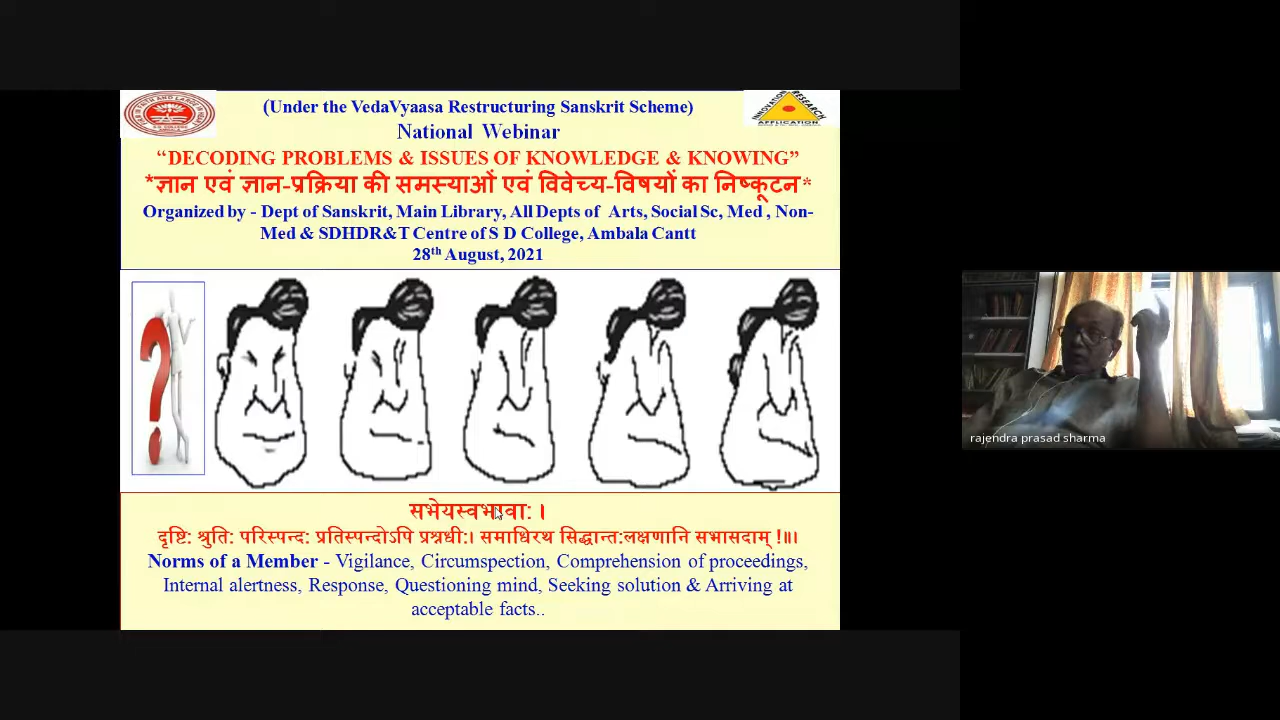 (Under the VedaVyaasa Restructuring Sanskrit Scheme)
National Webinar
“DECODING PROBLEMS & ISSUES OF KNOWLEDGE & KNOWING”
*ज्ञान एवं ज्ञान-प्रक्रिया की समस्याओं एवं विवेच्य-विषयों का निष्कूटन*
Organized by - Dept of Sanskrit, Main Library, All Depts of Arts, Social Sc, Med , Non-
Med & SDHDR&T Centre of S D College, Ambala Cantt
28th August, 2021
INNOVATION RESEARCH
APPLICATION
सभेयस्वभावा: ।
दृष्टि: श्रुति: परिस्पन्द: प्रतिस्पन्दोऽपि प्रश्नधी:। समाधिरथ सिद्धान्त:लक्षणानि सभासदाम् !॥।
Norms of a Member - Vigilance, Circumspection, Comprehension of proceedings,
Internal alertness, Response, Questioning mind, Seeking solution & Arriving at
acceptable facts..
rajendra prasad sharma